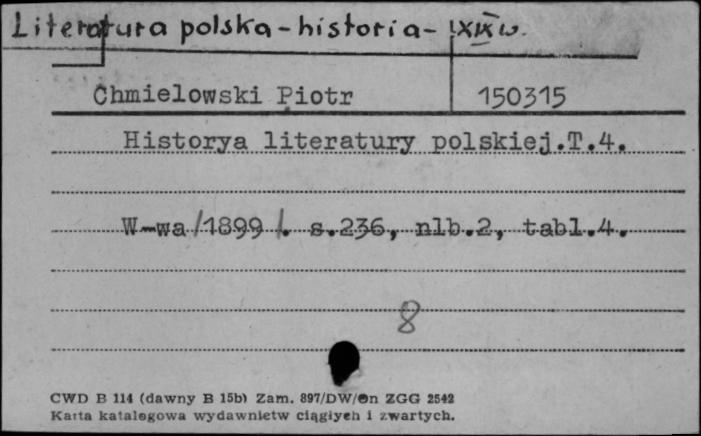 Literatura polska - historia - XIX w.
Chmielowski Piotr 150315
Historya literatury polskiej.T.4.
W-wa /1899/. s.236, nlb.2, tabl.4.
8
CWD B 114 (dawny B 15b) Zam. 897/DW/On ZGG 2542
Karta katalogowa wydawnictw ciągłych i zwartych.